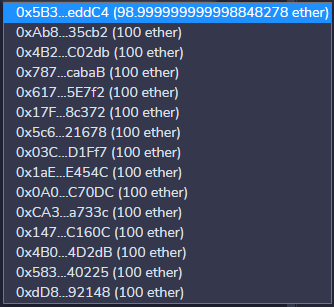 0x5B3...eddC4 (98.999999999998848278 ether)
0xAb8...35cb2 (100 ether)
0x4B2...C02db (100 ether)
0x787...cabaB (100 ether)
0x617...5E7f2 (100 ether)
0x17F...8c372 (100 ether)
0x5c6...21678 (100 ether)
0x03C...D1Ff7 (100 ether)
0x1aE...E454C (100 ether)
0x0A0...C70DC (100 ether)
0xCA3...a733c (100 ether)
0x147...C160C (100 ether)
0x4B0...4D2dB (100 ether)
0x583...40225 (100 ether)
0xdD8...92148 (100 ether)